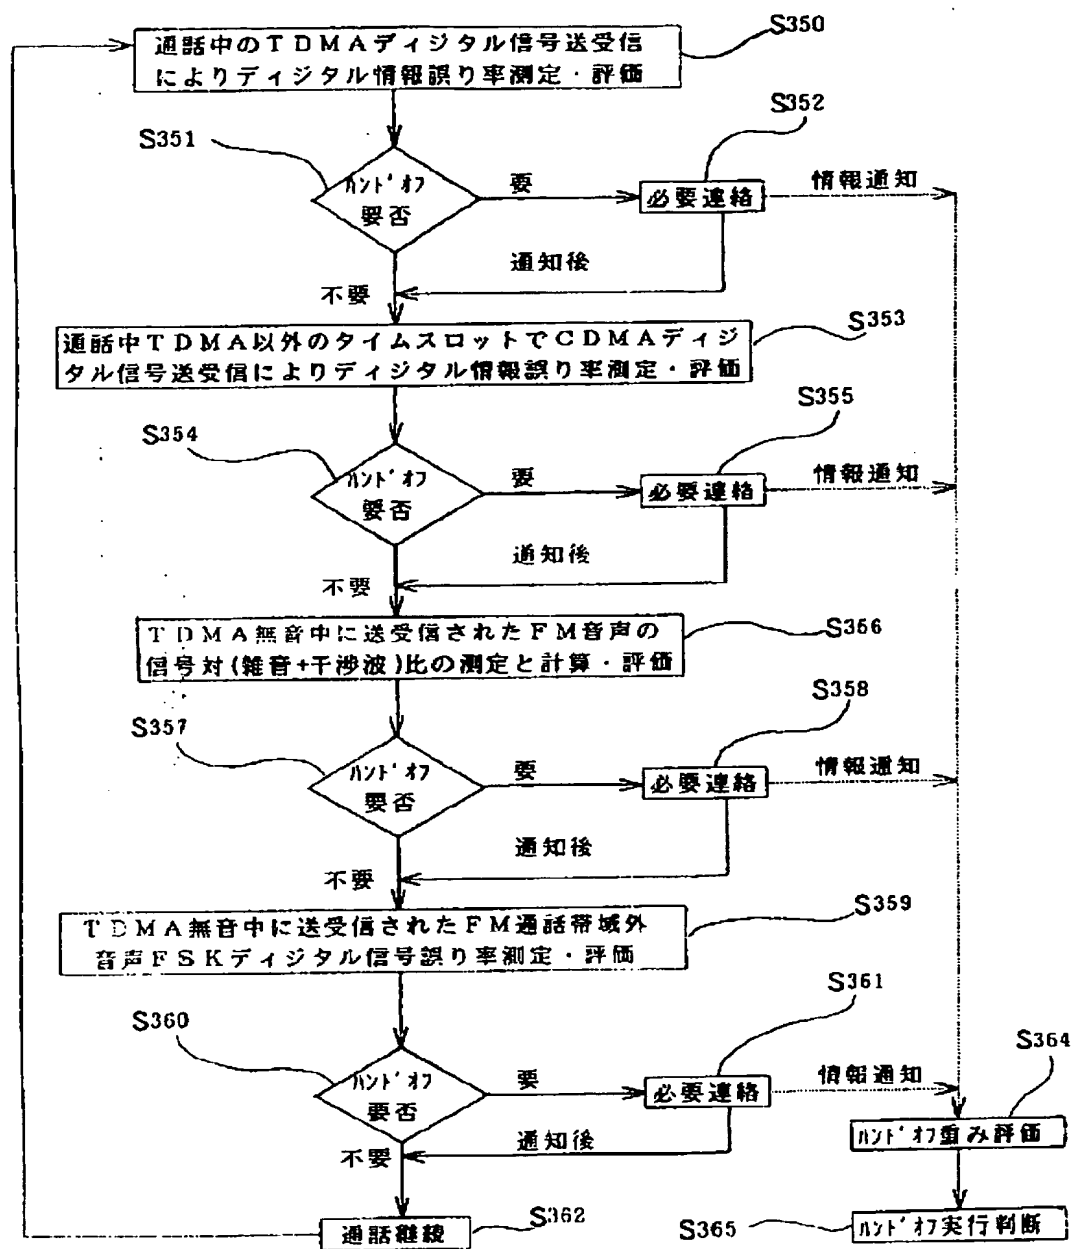 S350
通話中のTDMAディジタル信号送受信
によりディジタル情報誤り率測定・評価
S351
S352
ハンドオフ
要否
要
必要連絡
情報通知
通知後
不要
S353
通話中TDMA以外のタイムスロットでCDMAディジ
タル信号送受信によりディジタル情報誤り率測定・評価
S354
S355
ハンドオフ
要否
要
必要連絡
情報通知
通知後
不要
S356
TDMA無音中に送受信されたFM音声の
信号対(雑音+干渉波)比の測定と計算・評価
S357
S358
ハンドオフ
要否
要
必要連絡
情報通知
通知後
不要
S359
TDMA無音中に送受信されたFM通話帯域外
音声FSKディジタル信号誤り率測定・評価
S360
S361
ハンドオフ
要否
要
必要連絡
情報通知
通知後
不要
S364
ハンドオフ重み評価
S362
通話継続
S365
ハンドオフ実行判断